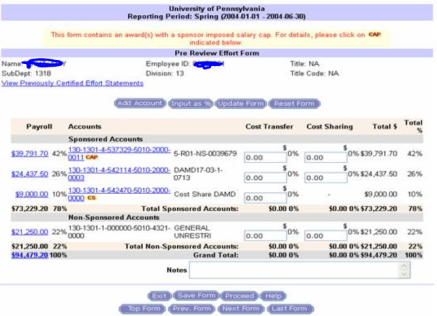 University of Pennsylvania
Reporting Period: Spring (2004-01-01 - 2004-06-30)
This form contains an award(s) with a sponsor imposed salary cap. For details, please click on CAP
indicated below
Pre Review Effort Form
Name: Employee ID: Title: NA
SubDept: 1318 Division: 13 Title Code: NA
View Previously Certified Effort Statements
Add Account Input as % Update Form Reset Form
Payroll Accounts Cost Transfer Cost Sharing Total $ Total %
Sponsored Accounts
$39,791.70 42% 130-1301-4-537329-5010-2000-0011 CAP 5-R01-NS-0039679 $ 0.00 0% $ 0.00 0% $39,791.70 42%
$24,437.50 26% 130-1301-4-542114-5010-2000-0003 DAMD17-03-1-0713 $ 0.00 0% $ 0.00 0% $24,437.50 26%
$9,000.00 10% 130-1301-4-542470-5010-2000-0000 CS Cost Share DAMD $ 0.00 0% - $9,000.00 10%
$73,229.20 78% Total Sponsored Accounts: $0.00 0% $0.00 0% $73,229.20 78%
Non-Sponsored Accounts
$21,250.00 22% 130-1301-1-000000-5010-4321-0000 GENERAL UNRESTRI $ 0.00 0% $ 0.00 0% $21,250.00 22%
$21,250.00 22% Total Non-Sponsored Accounts: $0.00 0% $0.00 0% $21,250.00 22%
$94,479.20 100% Grand Total: $0.00 0% $0.00 0% $94,479.20 100%
Notes
Exit Save Form Proceed Help
Top Form Prev. Form Next Form Last Form